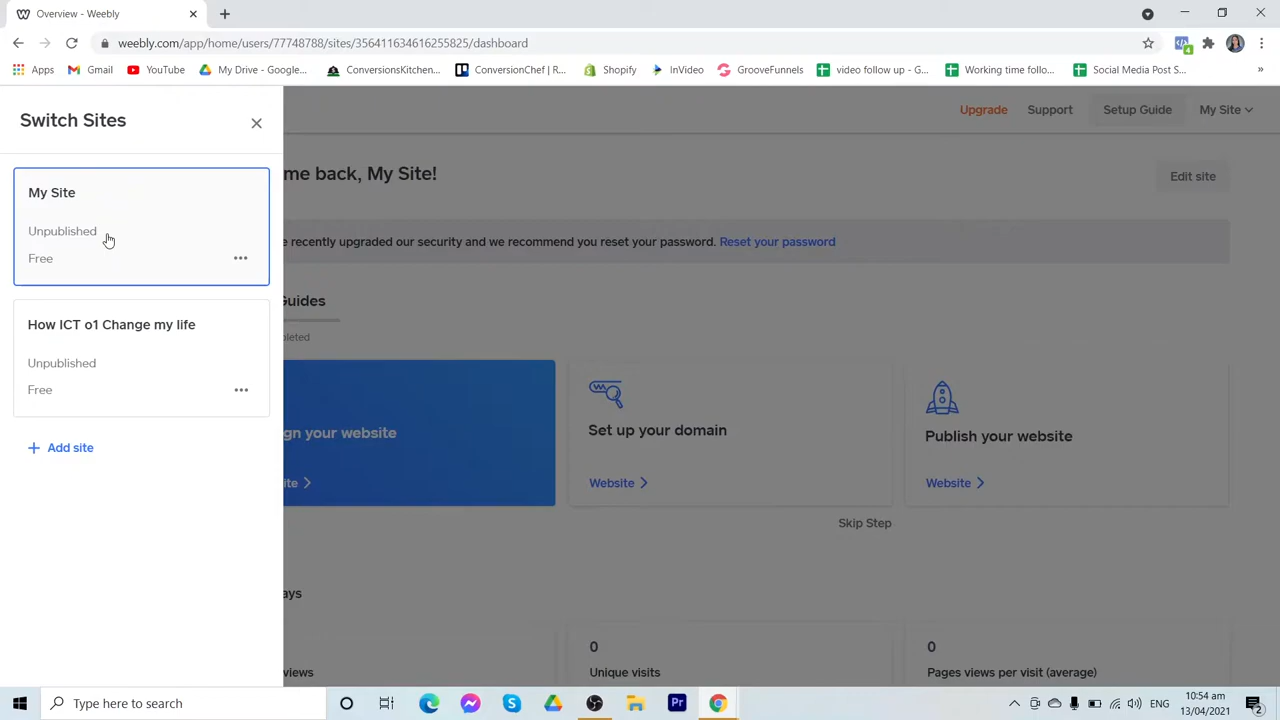 Overview - Weebly
weebly.com/app/home/users/77748788/sites/356411634616255825/dashboard
Apps Gmail YouTube My Drive - Google... ConversionsKitchen... ConversionChef | R... Shopify InVideo GrooveFunnels video follow up - G... Working time follo... Social Media Post S... »
Switch Sites
Upgrade Support Setup Guide My Site
My Site
Unpublished
Free
me back, My Site!
Edit site
e recently upgraded our security and we recommend you reset your password. Reset your password
Guides
pleted
How ICT o1 Change my life
Unpublished
Free
+ Add site
gn your website
ite
Set up your domain
Website
Publish your website
Website
Skip Step
ays
views
0
Unique visits
0
Pages views per visit (average)
Type here to search
Pr
ENG
10:54 am
13/04/2021
2
4